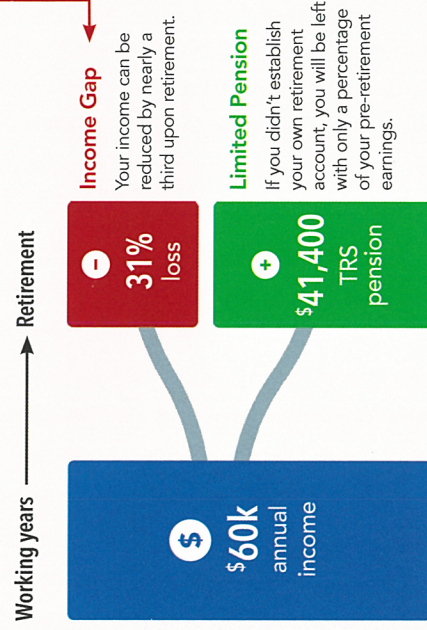 Working years
Retirement
$
$60k
annual
income
−
31%
loss
Income Gap
Your income can be
reduced by nearly a
third upon retirement.
+
$41,400
TRS
pension
Limited Pension
If you didn't establish
your own retirement
account, you will be left
with only a percentage
of your pre-retirement
earnings.